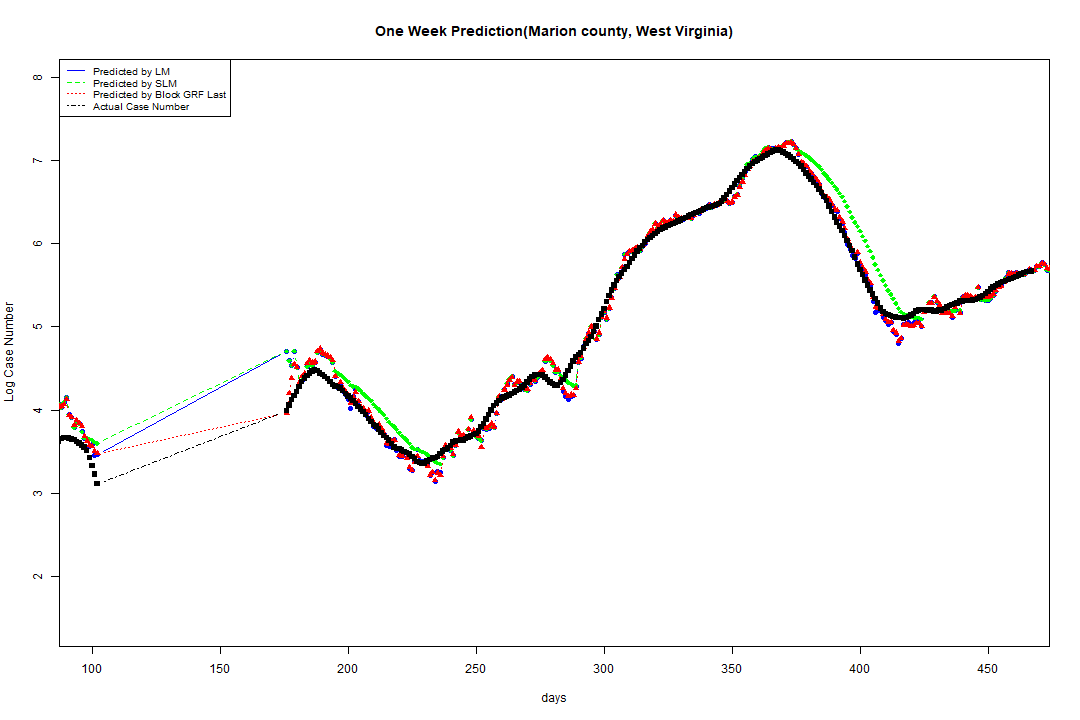 One Week Prediction(Marion county, West Virginia)
Predicted by LM
Predicted by SLM
Predicted by Block GRF Last
Actual Case Number
8
7
6
5
4
3
2
Log Case Number
100 150 200 250 300 350 400 450
days